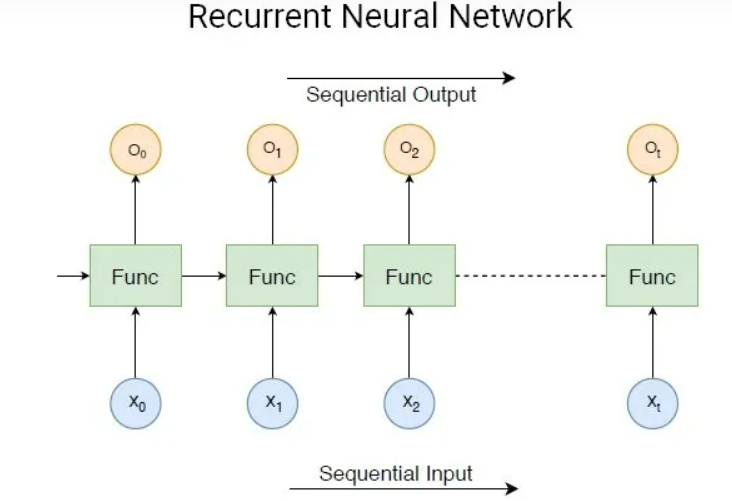 Recurrent Neural Network
Sequential Output
O₀ O₁ O₂ Oₜ
Func Func Func Func
X₀ X₁ X₂ Xₜ
Sequential Input